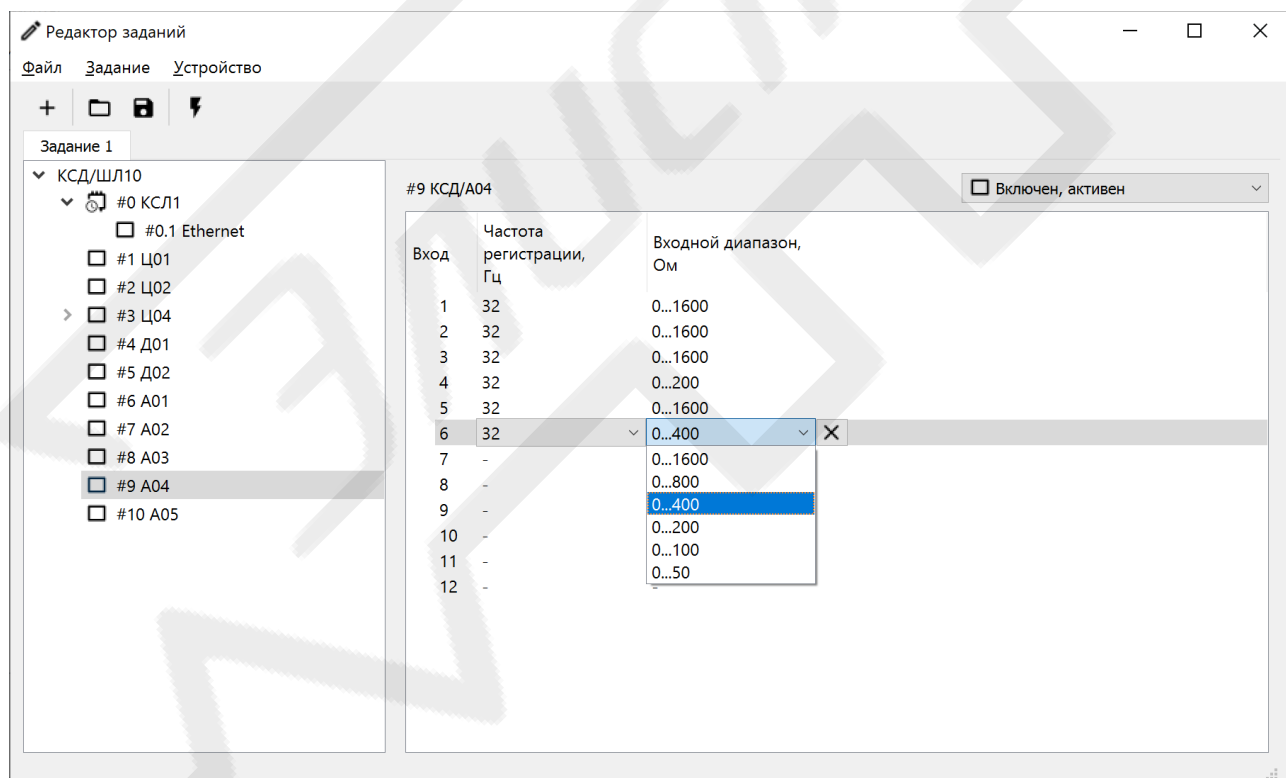 Редактор заданий
Файл Задание Устройство
Задание 1
КСД/ШЛ10
#0 КСЛ1
#0.1 Ethernet
#1 Ц01
#2 Ц02
#3 Ц04
#4 Д01
#5 Д02
#6 А01
#7 А02
#8 А03
#9 А04
#10 А05
#9 КСД/А04
Включен, активен
Вход
Частота
регистрации,
Гц
Входной диапазон,
Ом
1 32 0...1600
2 32 0...1600
3 32 0...1600
4 32 0...200
5 32 0...1600
6 32 0...400
7 -
8 -
9 -
10 -
11 -
12 - -
0...1600
0...800
0...400
0...200
0...100
0...50